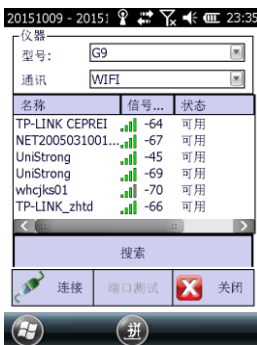 20151009 - 2015: 23:35
仪器
型号: G9
通讯 WIFI
名称 信号... 状态
TP-LINK CEPREI -64 可用
NET2005031001... -67 可用
UniStrong -45 可用
UniStrong -69 可用
whcjks01 -70 可用
TP-LINK_zhtd -66 可用
搜索
连接 端口测试 关闭
拼